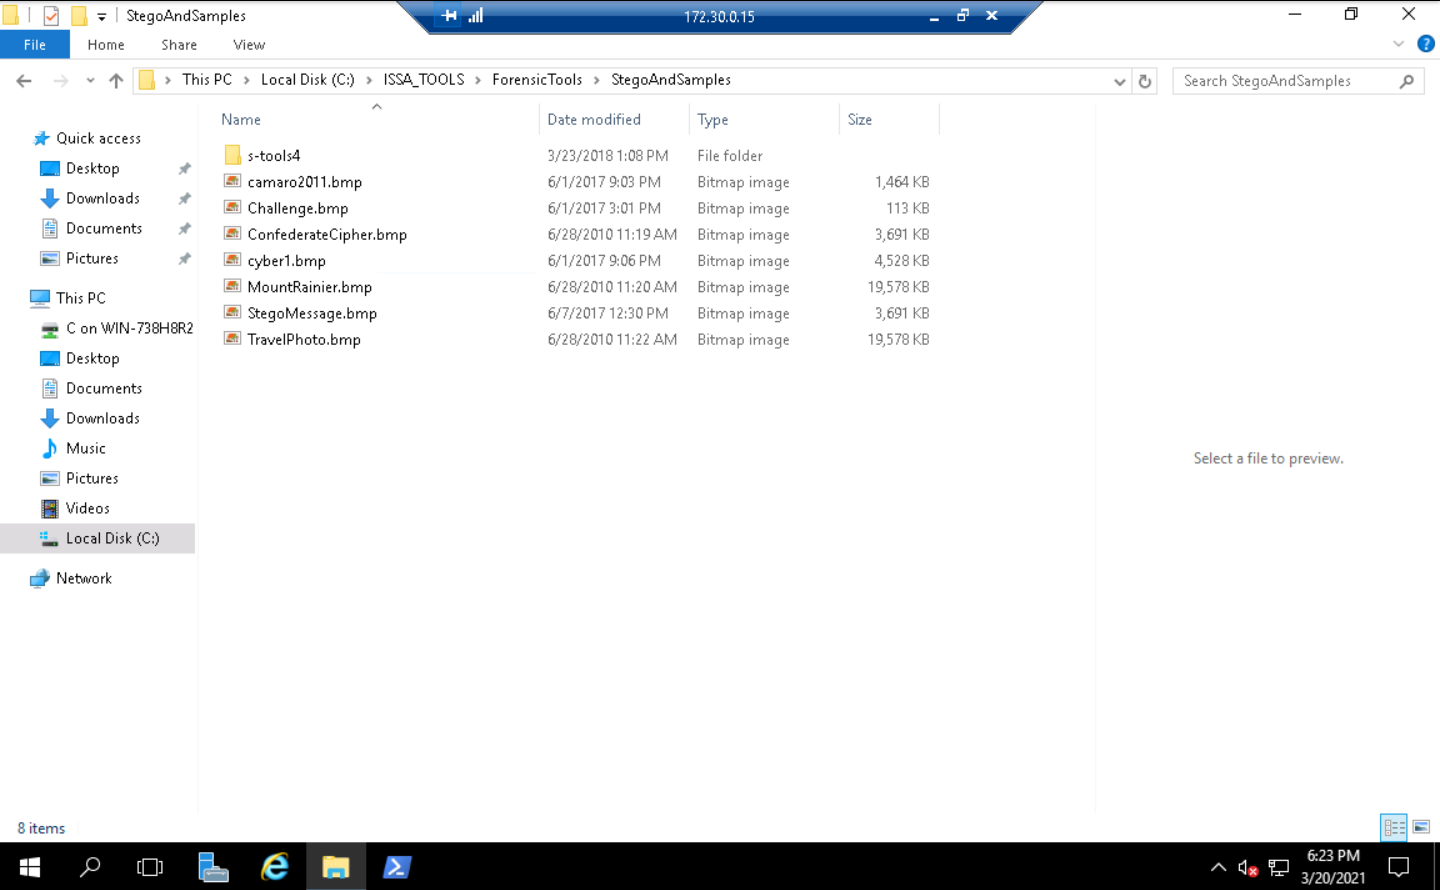 StegoAndSamples
172.30.0.15
File Home Share View
This PC Local Disk (C:) ISSA_TOOLS ForensicTools StegoAndSamples
Search StegoAndSamples
Name Date modified Type Size
Quick access
Desktop
Downloads
Documents
Pictures
This PC
C on WIN-738H8R2
Desktop
Documents
Downloads
Music
Pictures
Videos
Local Disk (C:)
Network
s-tools4 3/23/2018 1:08 PM File folder
camaro2011.bmp 6/1/2017 9:03 PM Bitmap image 1,464 KB
Challenge.bmp 6/1/2017 3:01 PM Bitmap image 113 KB
ConfederateCipher.bmp 6/28/2010 11:19 AM Bitmap image 3,691 KB
cyber1.bmp 6/1/2017 9:06 PM Bitmap image 4,528 KB
MountRainier.bmp 6/28/2010 11:20 AM Bitmap image 19,578 KB
StegoMessage.bmp 6/7/2017 12:30 PM Bitmap image 3,691 KB
TravelPhoto.bmp 6/28/2010 11:22 AM Bitmap image 19,578 KB
Select a file to preview.
8 items
6:23 PM
3/20/2021